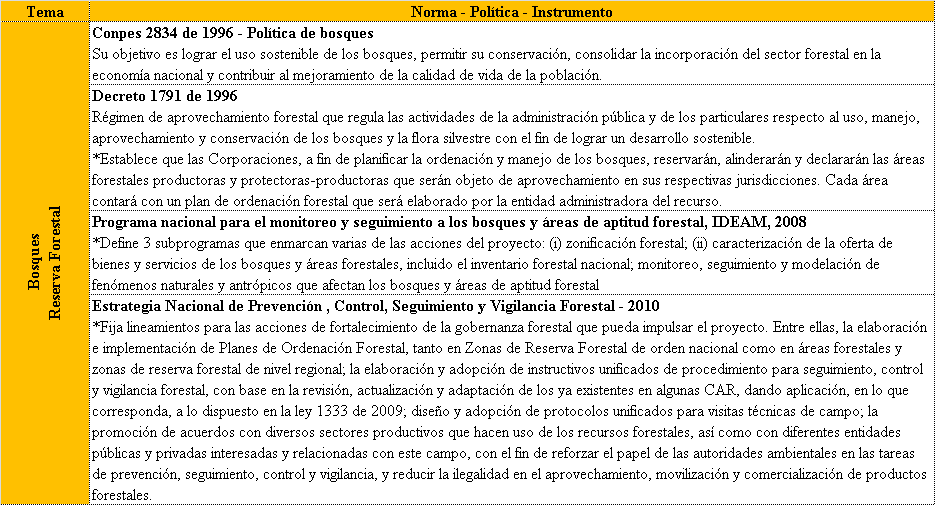 Tema
Norma - Política - Instrumento
Bosques
Reserva Forestal
Conpes 2834 de 1996 - Política de bosques
Su objetivo es lograr el uso sostenible de los bosques, permitir su conservación, consolidar la incorporación del sector forestal en la
economía nacional y contribuir al mejoramiento de la calidad de vida de la población.
Decreto 1791 de 1996
Régimen de aprovechamiento forestal que regula las actividades de la administración pública y de los particulares respecto al uso, manejo,
aprovechamiento y conservación de los bosques y la flora silvestre con el fin de lograr un desarrollo sostenible.
*Establece que las Corporaciones, a fin de planificar la ordenación y manejo de los bosques, reservarán, alinderarán y declararán las áreas
forestales productoras y protectoras-productoras que serán objeto de aprovechamiento en sus respectivas jurisdicciones. Cada área
contará con un plan de ordenación forestal que será elaborado por la entidad administradora del recurso.
Programa nacional para el monitoreo y seguimiento a los bosques y áreas de aptitud forestal, IDEAM, 2008
*Define 3 subprogramas que enmarcan varias de las acciones del proyecto: (i) zonificación forestal; (ii) caracterización de la oferta de
bienes y servicios de los bosques y áreas forestales, incluido el inventario forestal nacional; monitoreo, seguimiento y modelación de
fenómenos naturales y antrópicos que afectan los bosques y áreas de aptitud forestal
Estrategia Nacional de Prevención , Control, Seguimiento y Vigilancia Forestal - 2010
*Fija lineamientos para las acciones de fortalecimiento de la gobernanza forestal que pueda impulsar el proyecto. Entre ellas, la elaboración
e implementación de Planes de Ordenación Forestal, tanto en Zonas de Reserva Forestal de orden nacional como en áreas forestales y
zonas de reserva forestal de nivel regional; la elaboración y adopción de instructivos unificados de procedimiento para seguimiento, control
y vigilancia forestal, con base en la revisión, actualización y adaptación de los ya existentes en algunas CAR, dando aplicación, en lo que
corresponda, a lo dispuesto en la ley 1333 de 2009; diseño y adopción de protocolos unificados para visitas técnicas de campo; la
promoción de acuerdos con diversos sectores productivos que hacen uso de los recursos forestales, así como con diferentes entidades
públicas y privadas interesadas y relacionadas con este campo, con el fin de reforzar el papel de las autoridades ambientales en las tareas
de prevención, seguimiento, control y vigilancia, y reducir la ilegalidad en el aprovechamiento, movilización y comercialización de productos
forestales.